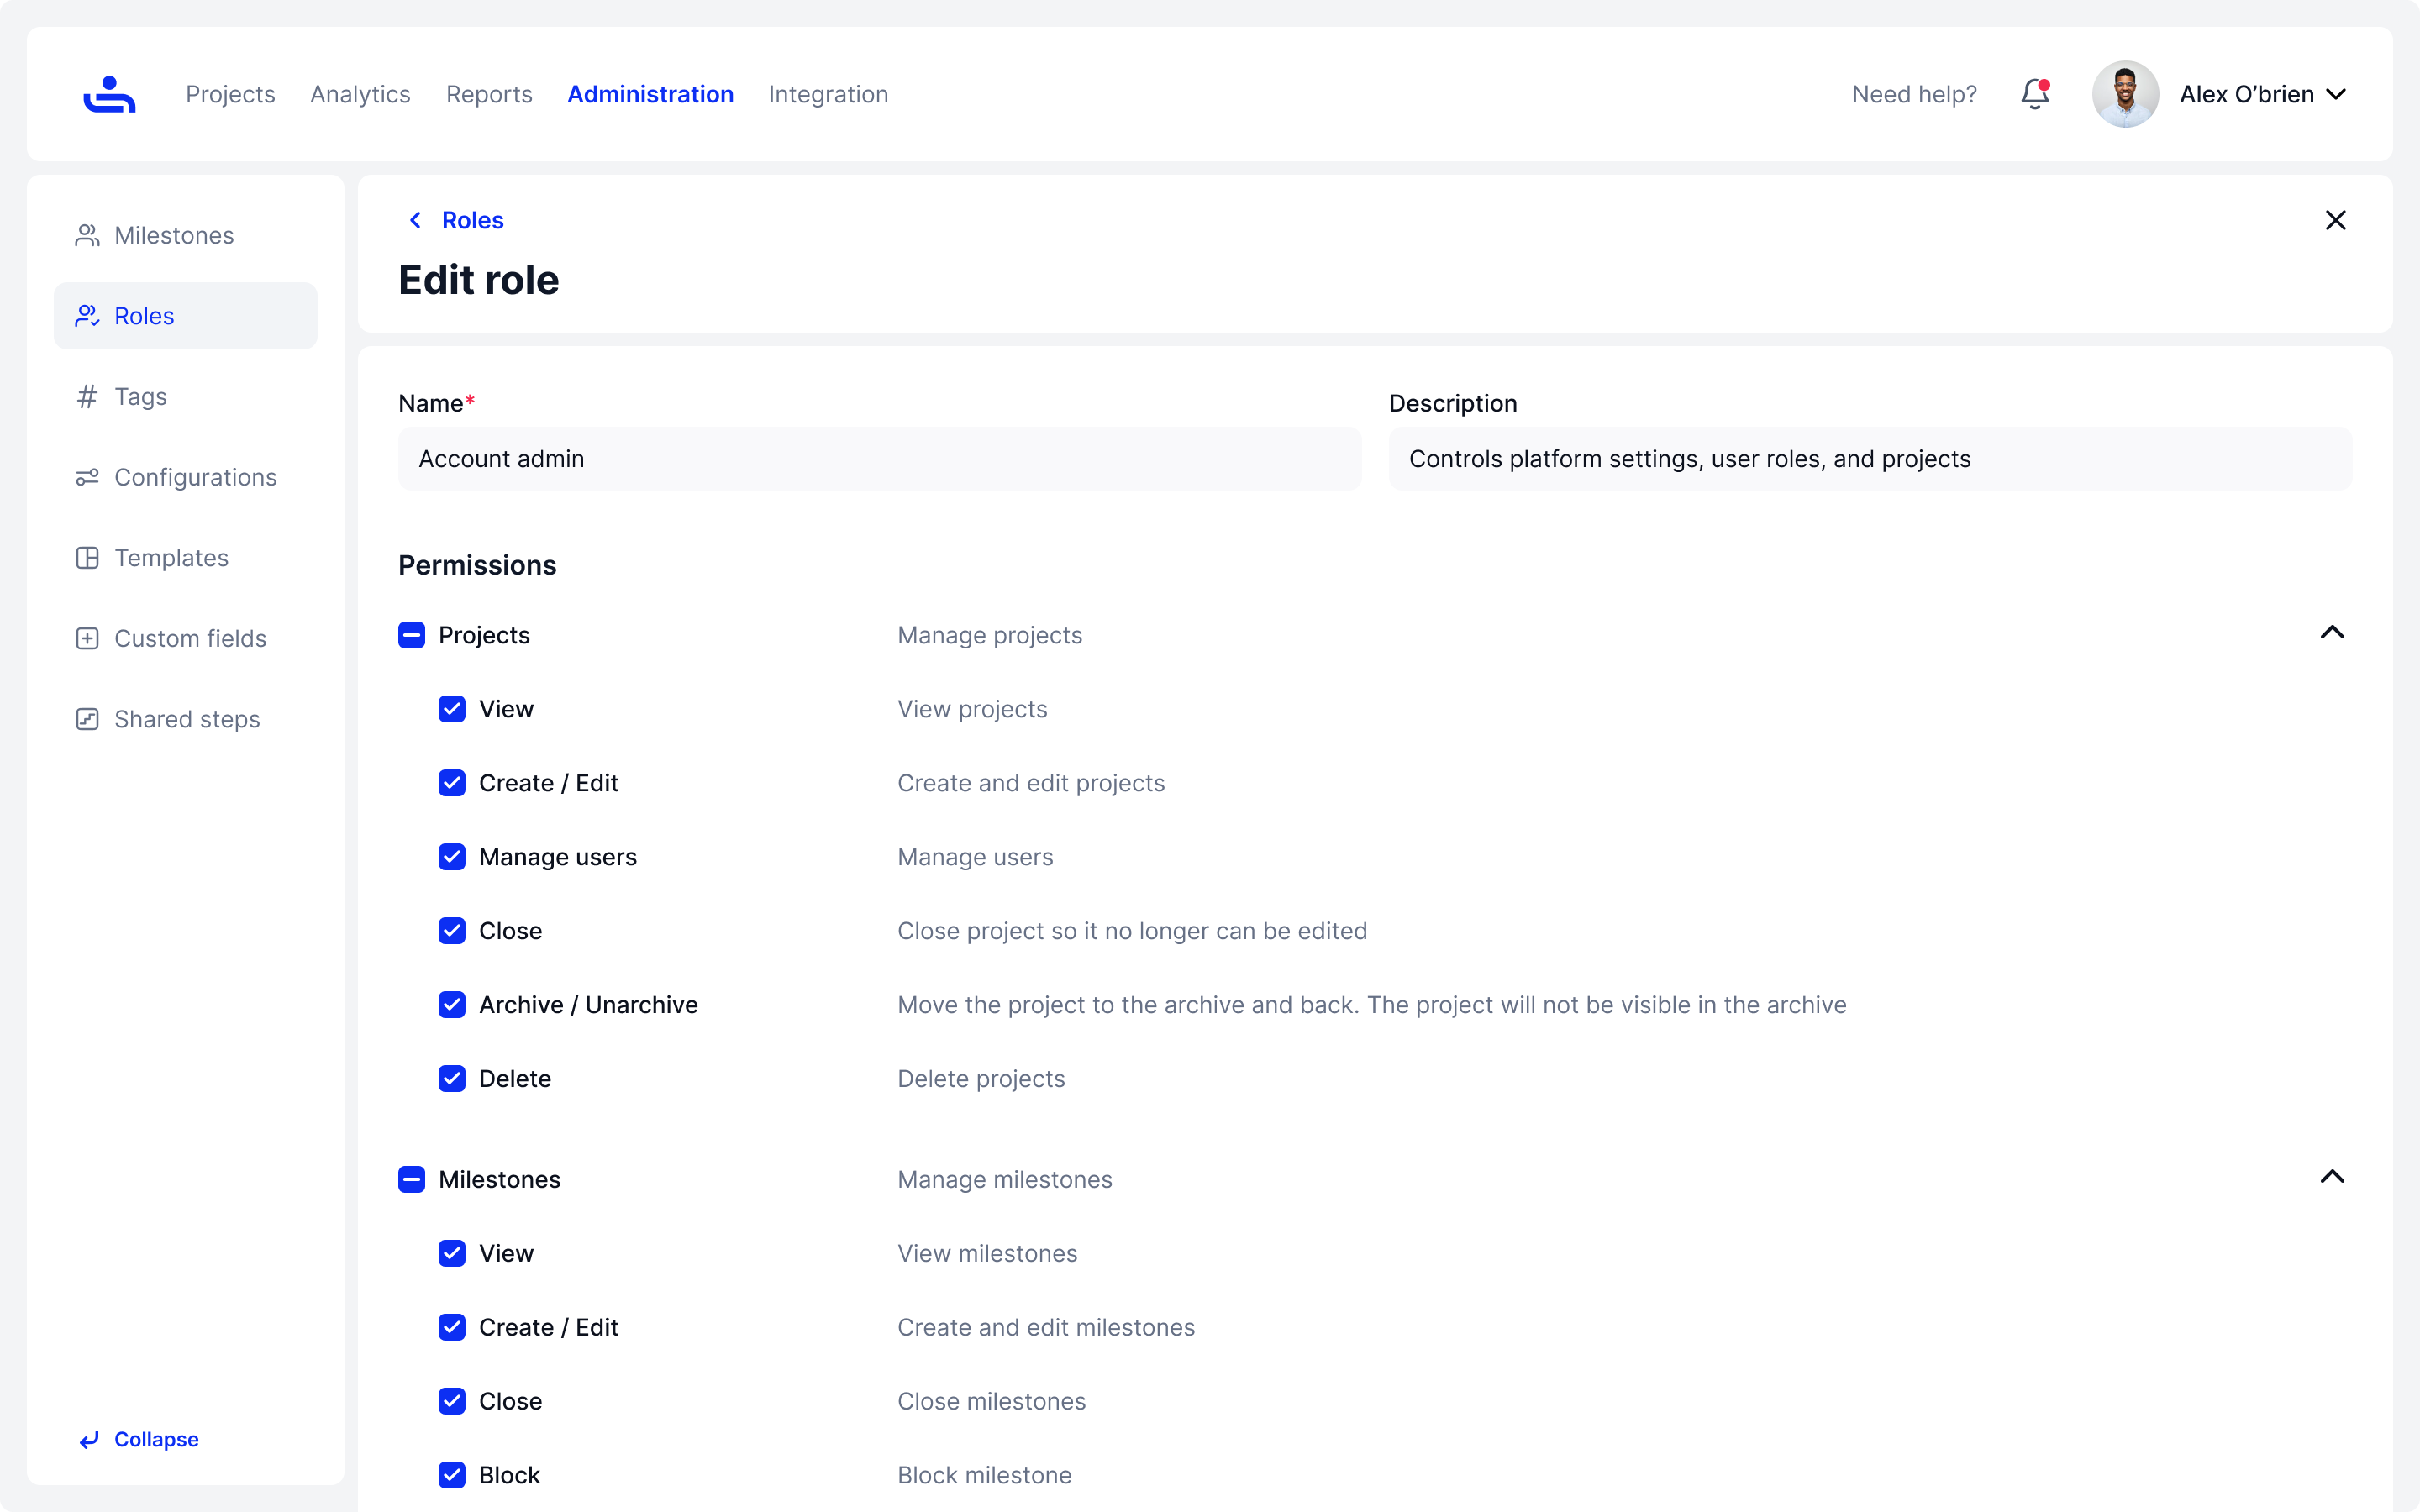 Projects Analytics Reports Administration Integration Need help? Alex O’brien
Milestones
Roles
Tags
Configurations
Templates
Custom fields
Shared steps
Collapse
Roles
Edit role
Name* Description
Account admin Controls platform settings, user roles, and projects
Permissions
Projects Manage projects
View View projects
Create / Edit Create and edit projects
Manage users Manage users
Close Close project so it no longer can be edited
Archive / Unarchive Move the project to the archive and back. The project will not be visible in the archive
Delete Delete projects
Milestones Manage milestones
View View milestones
Create / Edit Create and edit milestones
Close Close milestones
Block Block milestone